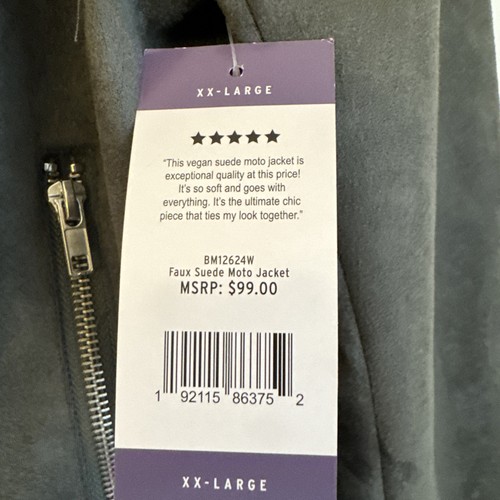 XX-LARGE
★★★★★
"This vegan suede moto jacket is
exceptional quality at this price!
It's so soft and goes with
everything. It's the ultimate chic
piece that ties my look together."
BM12624W
Faux Suede Moto Jacket
MSRP: $99.00
1 92115 86375 2
XX-LARGE